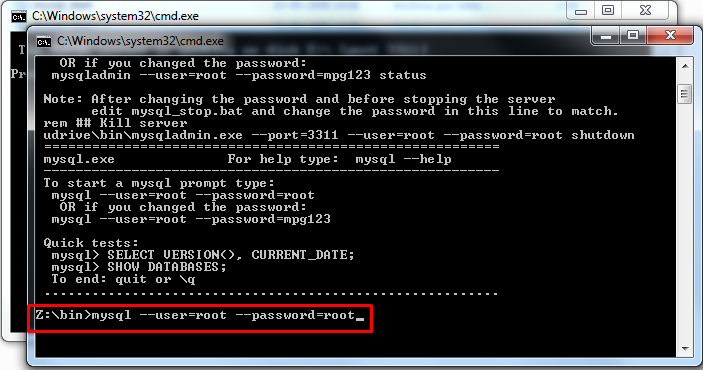 C:\Windows\system32\cmd.exe
C:\Windows\system32\cmd.exe
OR if you changed the password:
mysqladmin --user=root --password=mpg123 status
Note: After changing the password and before stopping the server
edit mysql_stop.bat and change the password in this line to match.
rem ## Kill server
udrive\bin\mysqladmin.exe --port=3311 --user=root --password=root shutdown
=========================================================
mysql.exe              For help type:  mysql --help
---------------------------------------------------------
To start a mysql prompt type:
mysql --user=root --password=root
OR if you changed the password:
mysql --user=root --password=mpg123
Quick tests:
mysql> SELECT VERSION(), CURRENT_DATE;
mysql> SHOW DATABASES;
To end: quit or \q
---------------------------------------------------------
Z:\bin>mysql --user=root --password=root_